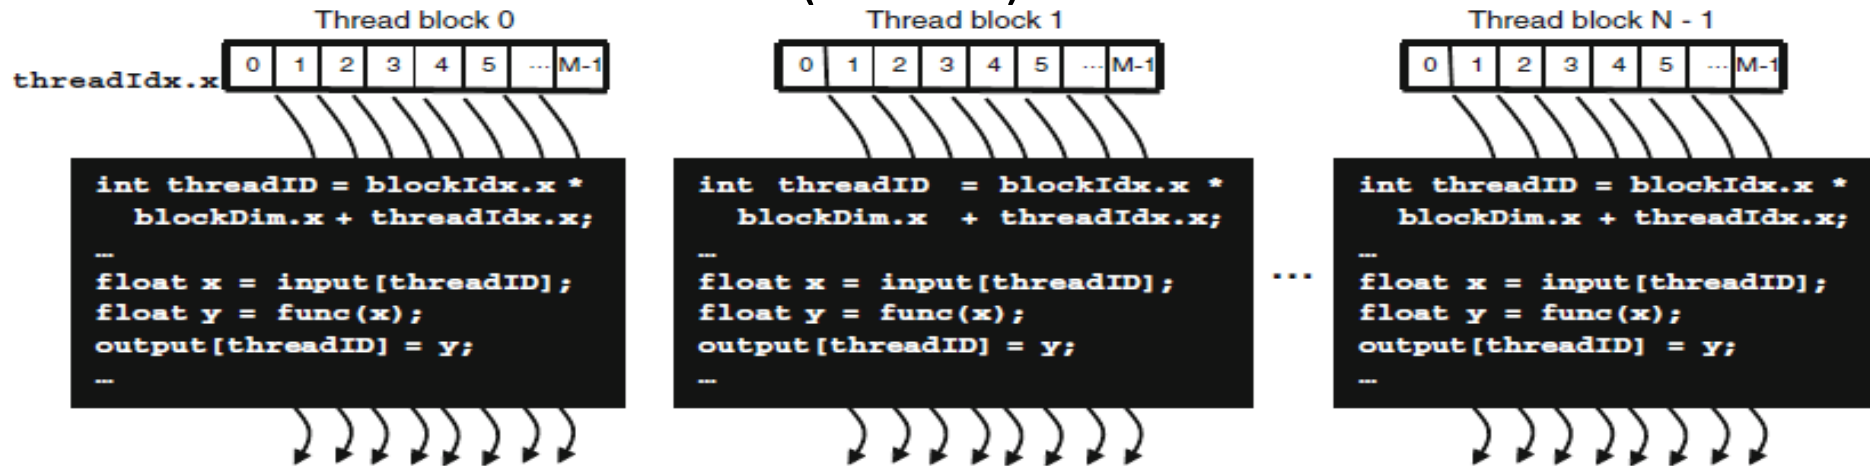 Thread block 0
threadIdx.x 0 1 2 3 4 5 ... M-1
int threadID = blockIdx.x *
blockDim.x + threadIdx.x;
…
float x = input[threadID];
float y = func(x);
output[threadID] = y;
…
Thread block 1
0 1 2 3 4 5 ... M-1
int threadID = blockIdx.x *
blockDim.x + threadIdx.x;
…
float x = input[threadID];
float y = func(x);
output[threadID] = y;
…
...
Thread block N - 1
0 1 2 3 4 5 ... M-1
int threadID = blockIdx.x *
blockDim.x + threadIdx.x;
…
float x = input[threadID];
float y = func(x);
output[threadID] = y;
…